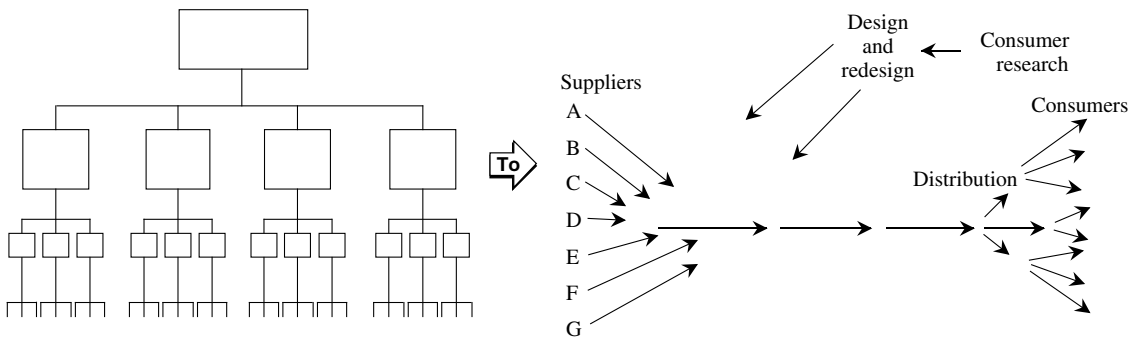 To
Design
and
redesign
Consumer
research
Suppliers
A
B
C
D
E
F
G
Consumers
Distribution